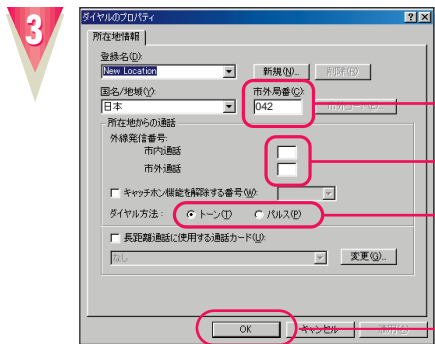 3
ダイヤルのプロパティ
所在地情報
登録名(D):
New Location
新規(N)...
削除(R)
国名/地域(Y):
市外局番(C):
日本
042
所在地からの通話
外線発信番号:
市内通話
市外通話
キャッチホン機能を解除する番号(W):
ダイヤル方法: トーン(T) パルス(P)
長距離通話に使用する通話カード(U):
なし
変更(G)...
OK
キャンセル
適用(A)